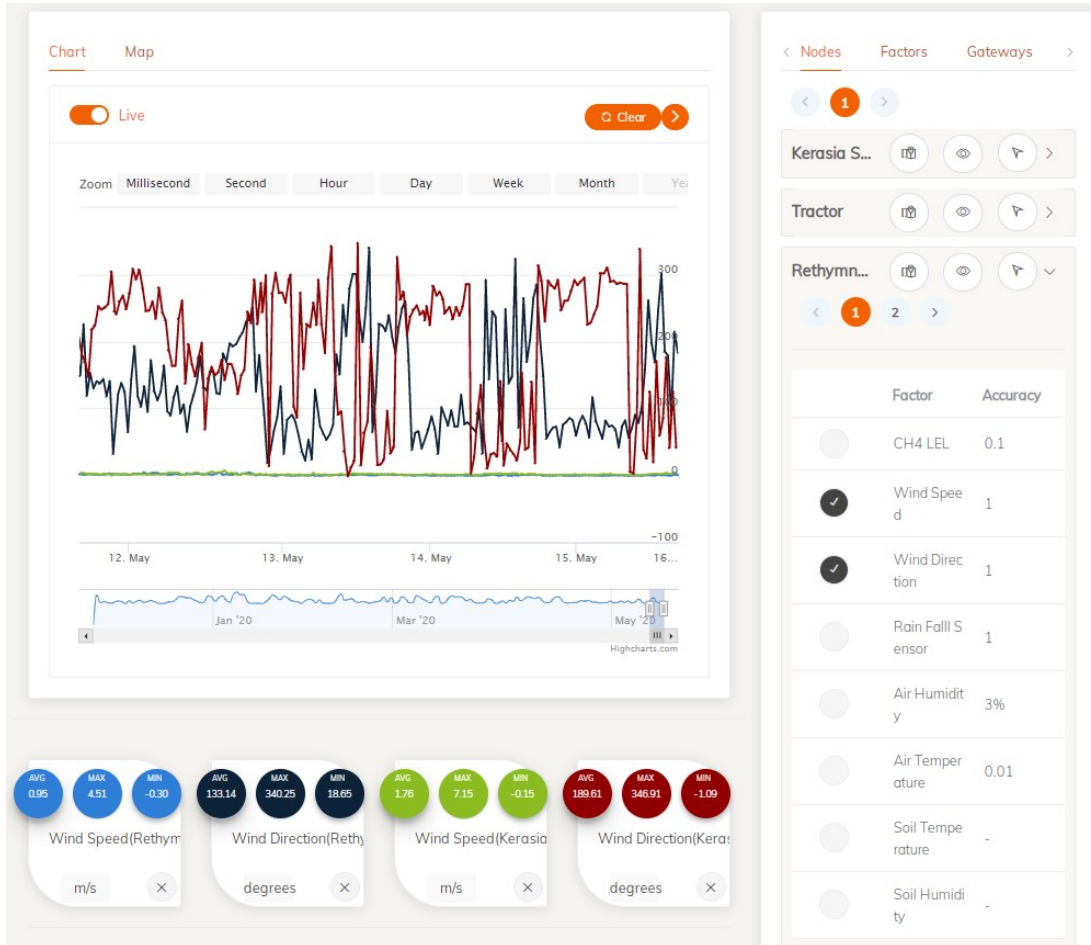 Chart Map
Live
Clear
Zoom Millisecond Second Hour Day Week Month Yea
300
200
100
0
-100
12. May 13. May 14. May 15. May 16...
Jan '20 Mar '20 May '20
Highcharts.com
AVG MAX MIN
0.95 4.51 -0.30
Wind Speed(Rethym
m/s
AVG MAX MIN
133.14 340.25 18.65
Wind Direction(Rethy
degrees
AVG MAX MIN
1.76 7.15 -0.15
Wind Speed(Kerasia
m/s
AVG MAX MIN
189.61 346.91 -1.09
Wind Direction(Keras
degrees
Nodes Factors Gateways
1
Kerasia S...
Tractor
Rethymn...
1 2
Factor Accuracy
CH4 LEL 0.1
Wind Spee
d 1
Wind Direc
tion 1
Rain Falll S
ensor 1
Air Humidit
y 3%
Air Temper
ature 0.01
Soil Tempe
rature -
Soil Humidi
ty -